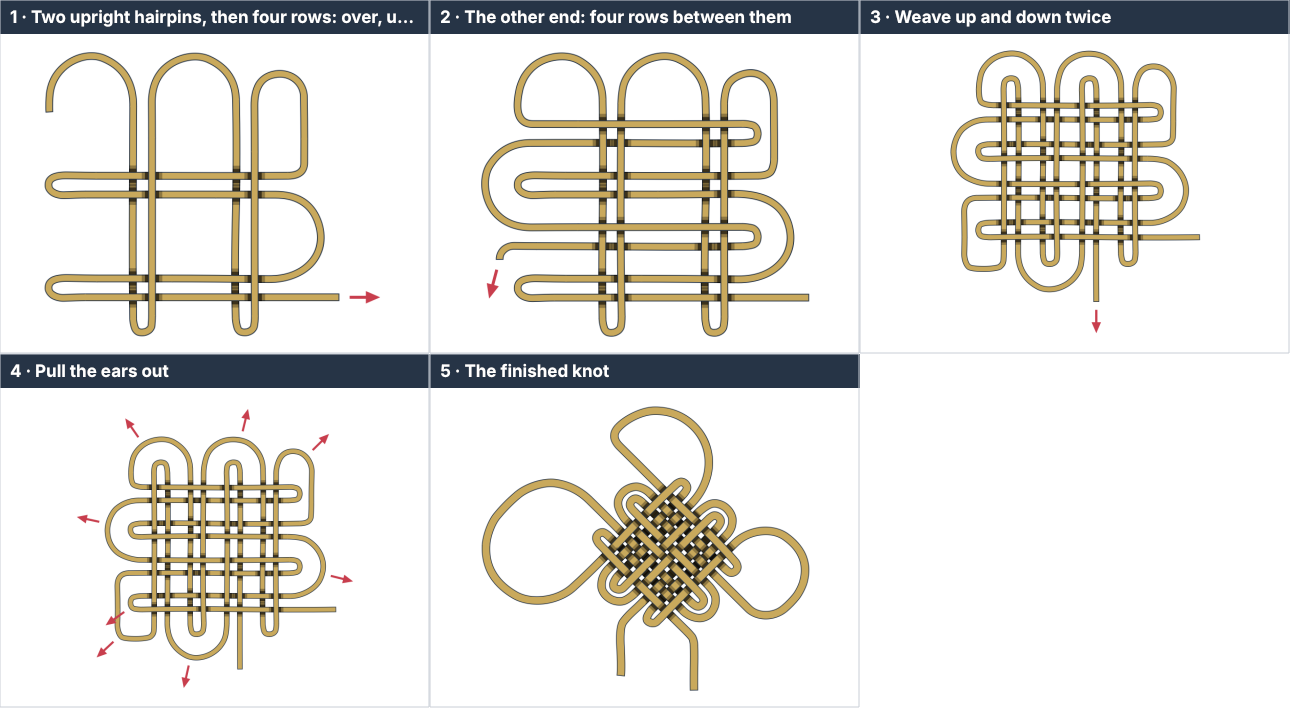 1 · Two upright hairpins, then four rows: over, u...
2 · The other end: four rows between them
3 · Weave up and down twice
4 · Pull the ears out
5 · The finished knot